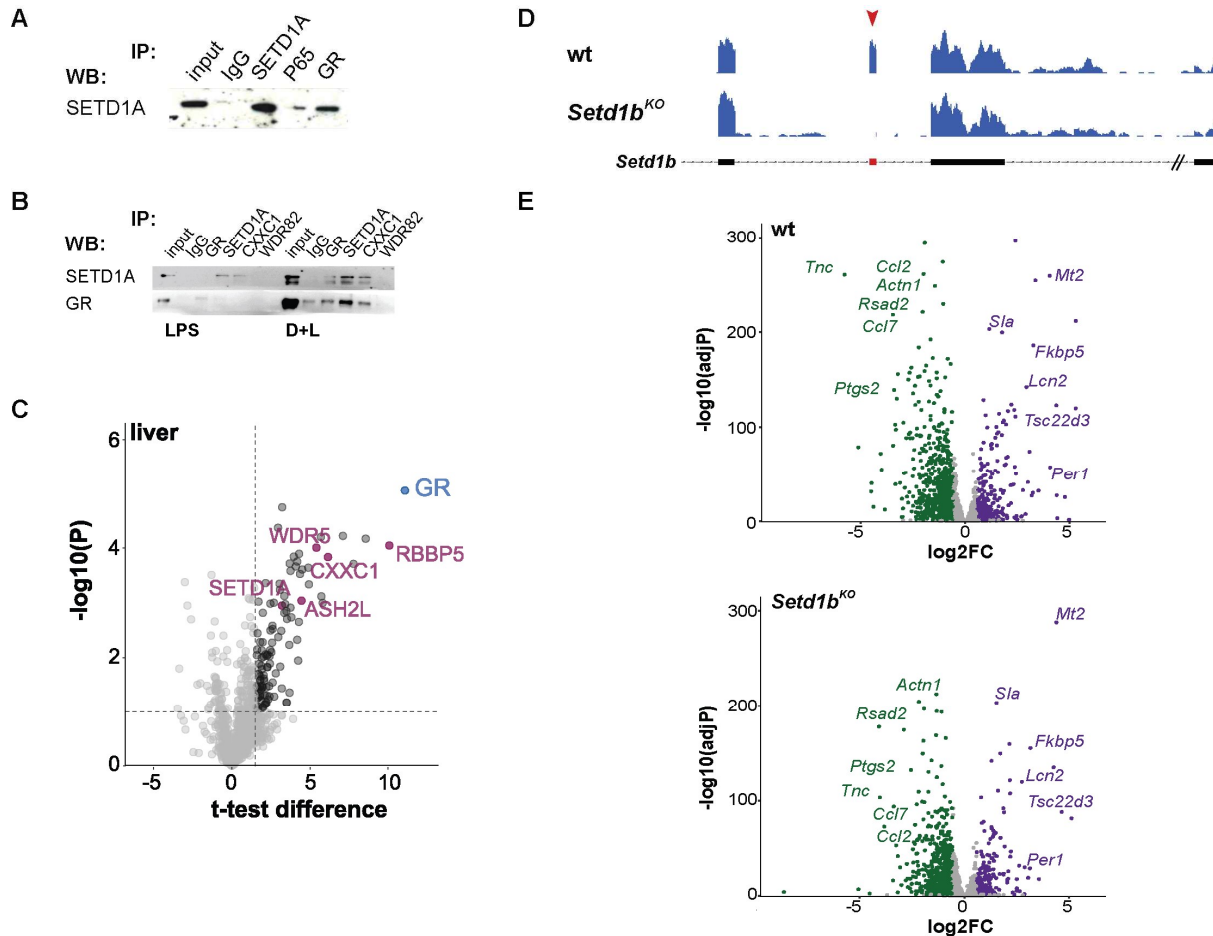 A
IP:
WB:
input IgG SETD1A P65 GR
SETD1A
B
IP:
WB:
input IgG GR SETD1A CXXC1 WDR82 input IgG GR SETD1A CXXC1 WDR82
SETD1A
GR
LPS D+L
C
liver
6
4
2
0
-log10(P)
GR
WDR5
RBBP5
CXXC1
SETD1A
ASH2L
-5 0 5 10
t-test difference
D
wt
Setd1b^KO
Setd1b
E
wt
300
200
100
0
-log10(adjP)
Tnc
Ccl2
Actn1
Rsad2
Ccl7
Ptgs2
Mt2
Sla
Fkbp5
Lcn2
Tsc22d3
Per1
-5 0 5
log2FC
Setd1b^KO
300
200
100
0
-log10(adjP)
Actn1
Rsad2
Ptgs2
Tnc
Ccl7
Ccl2
Mt2
Sla
Fkbp5
Lcn2
Tsc22d3
Per1
-5 0 5
log2FC